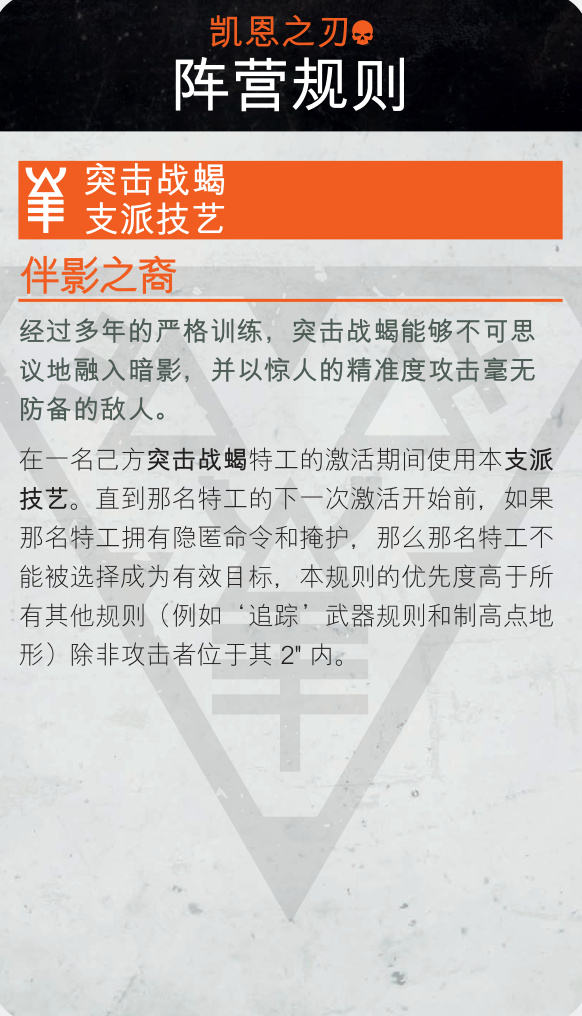 凯恩之刃
阵营规则
突击战蝎
支派技艺
伴影之裔
经过多年的严格训练，突击战蝎能够不可思
议地融入暗影，并以惊人的精准度攻击毫无
防备的敌人。
在一名己方突击战蝎特工的激活期间使用本支派
技艺。直到那名特工的下一次激活开始前，如果
那名特工拥有隐匿命令和掩护，那么那名特工不
能被选择成为有效目标，本规则的优先度高于所
有其他规则（例如‘追踪’武器规则和制高点地
形）除非攻击者位于其 2" 内。